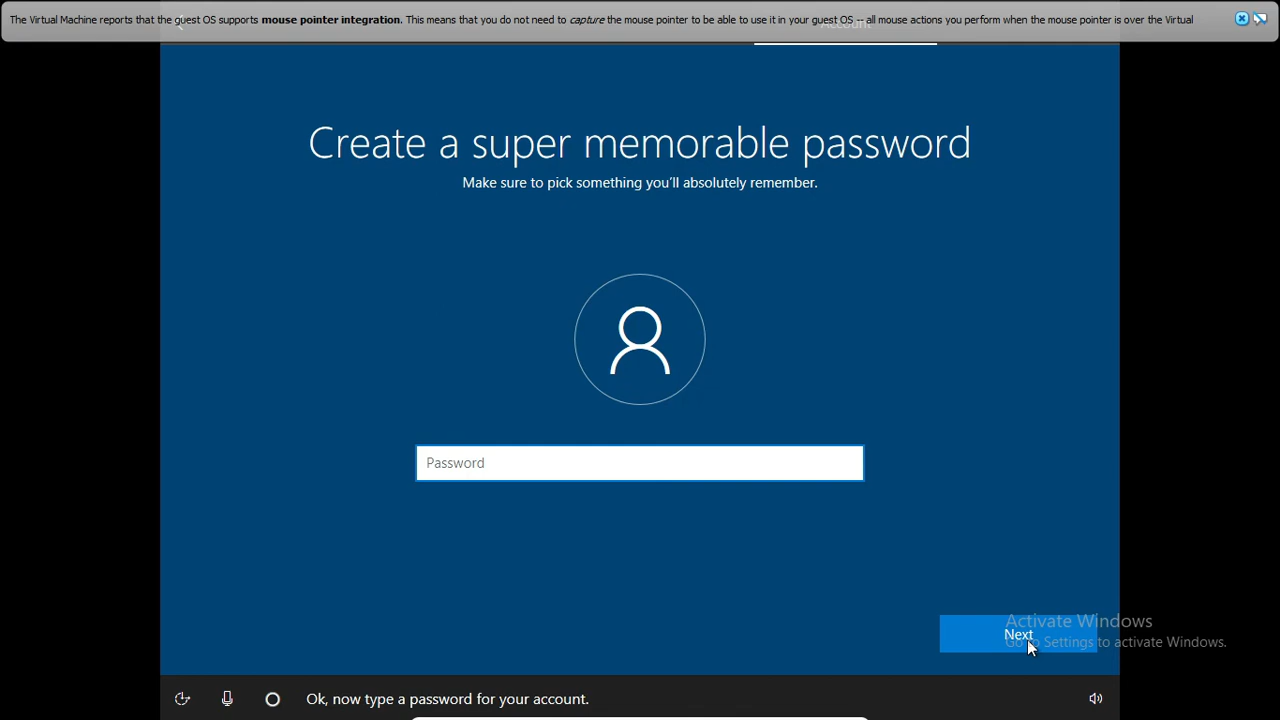 The Virtual Machine reports that the guest OS supports mouse pointer integration. This means that you do not need to capture the mouse pointer to be able to use it in your guest OS -- all mouse actions you perform when the mouse pointer is over the Virtual
Account
Create a super memorable password
Make sure to pick something you'll absolutely remember.
Password
Activate Windows
Next
Go to Settings to activate Windows.
Ok, now type a password for your account.